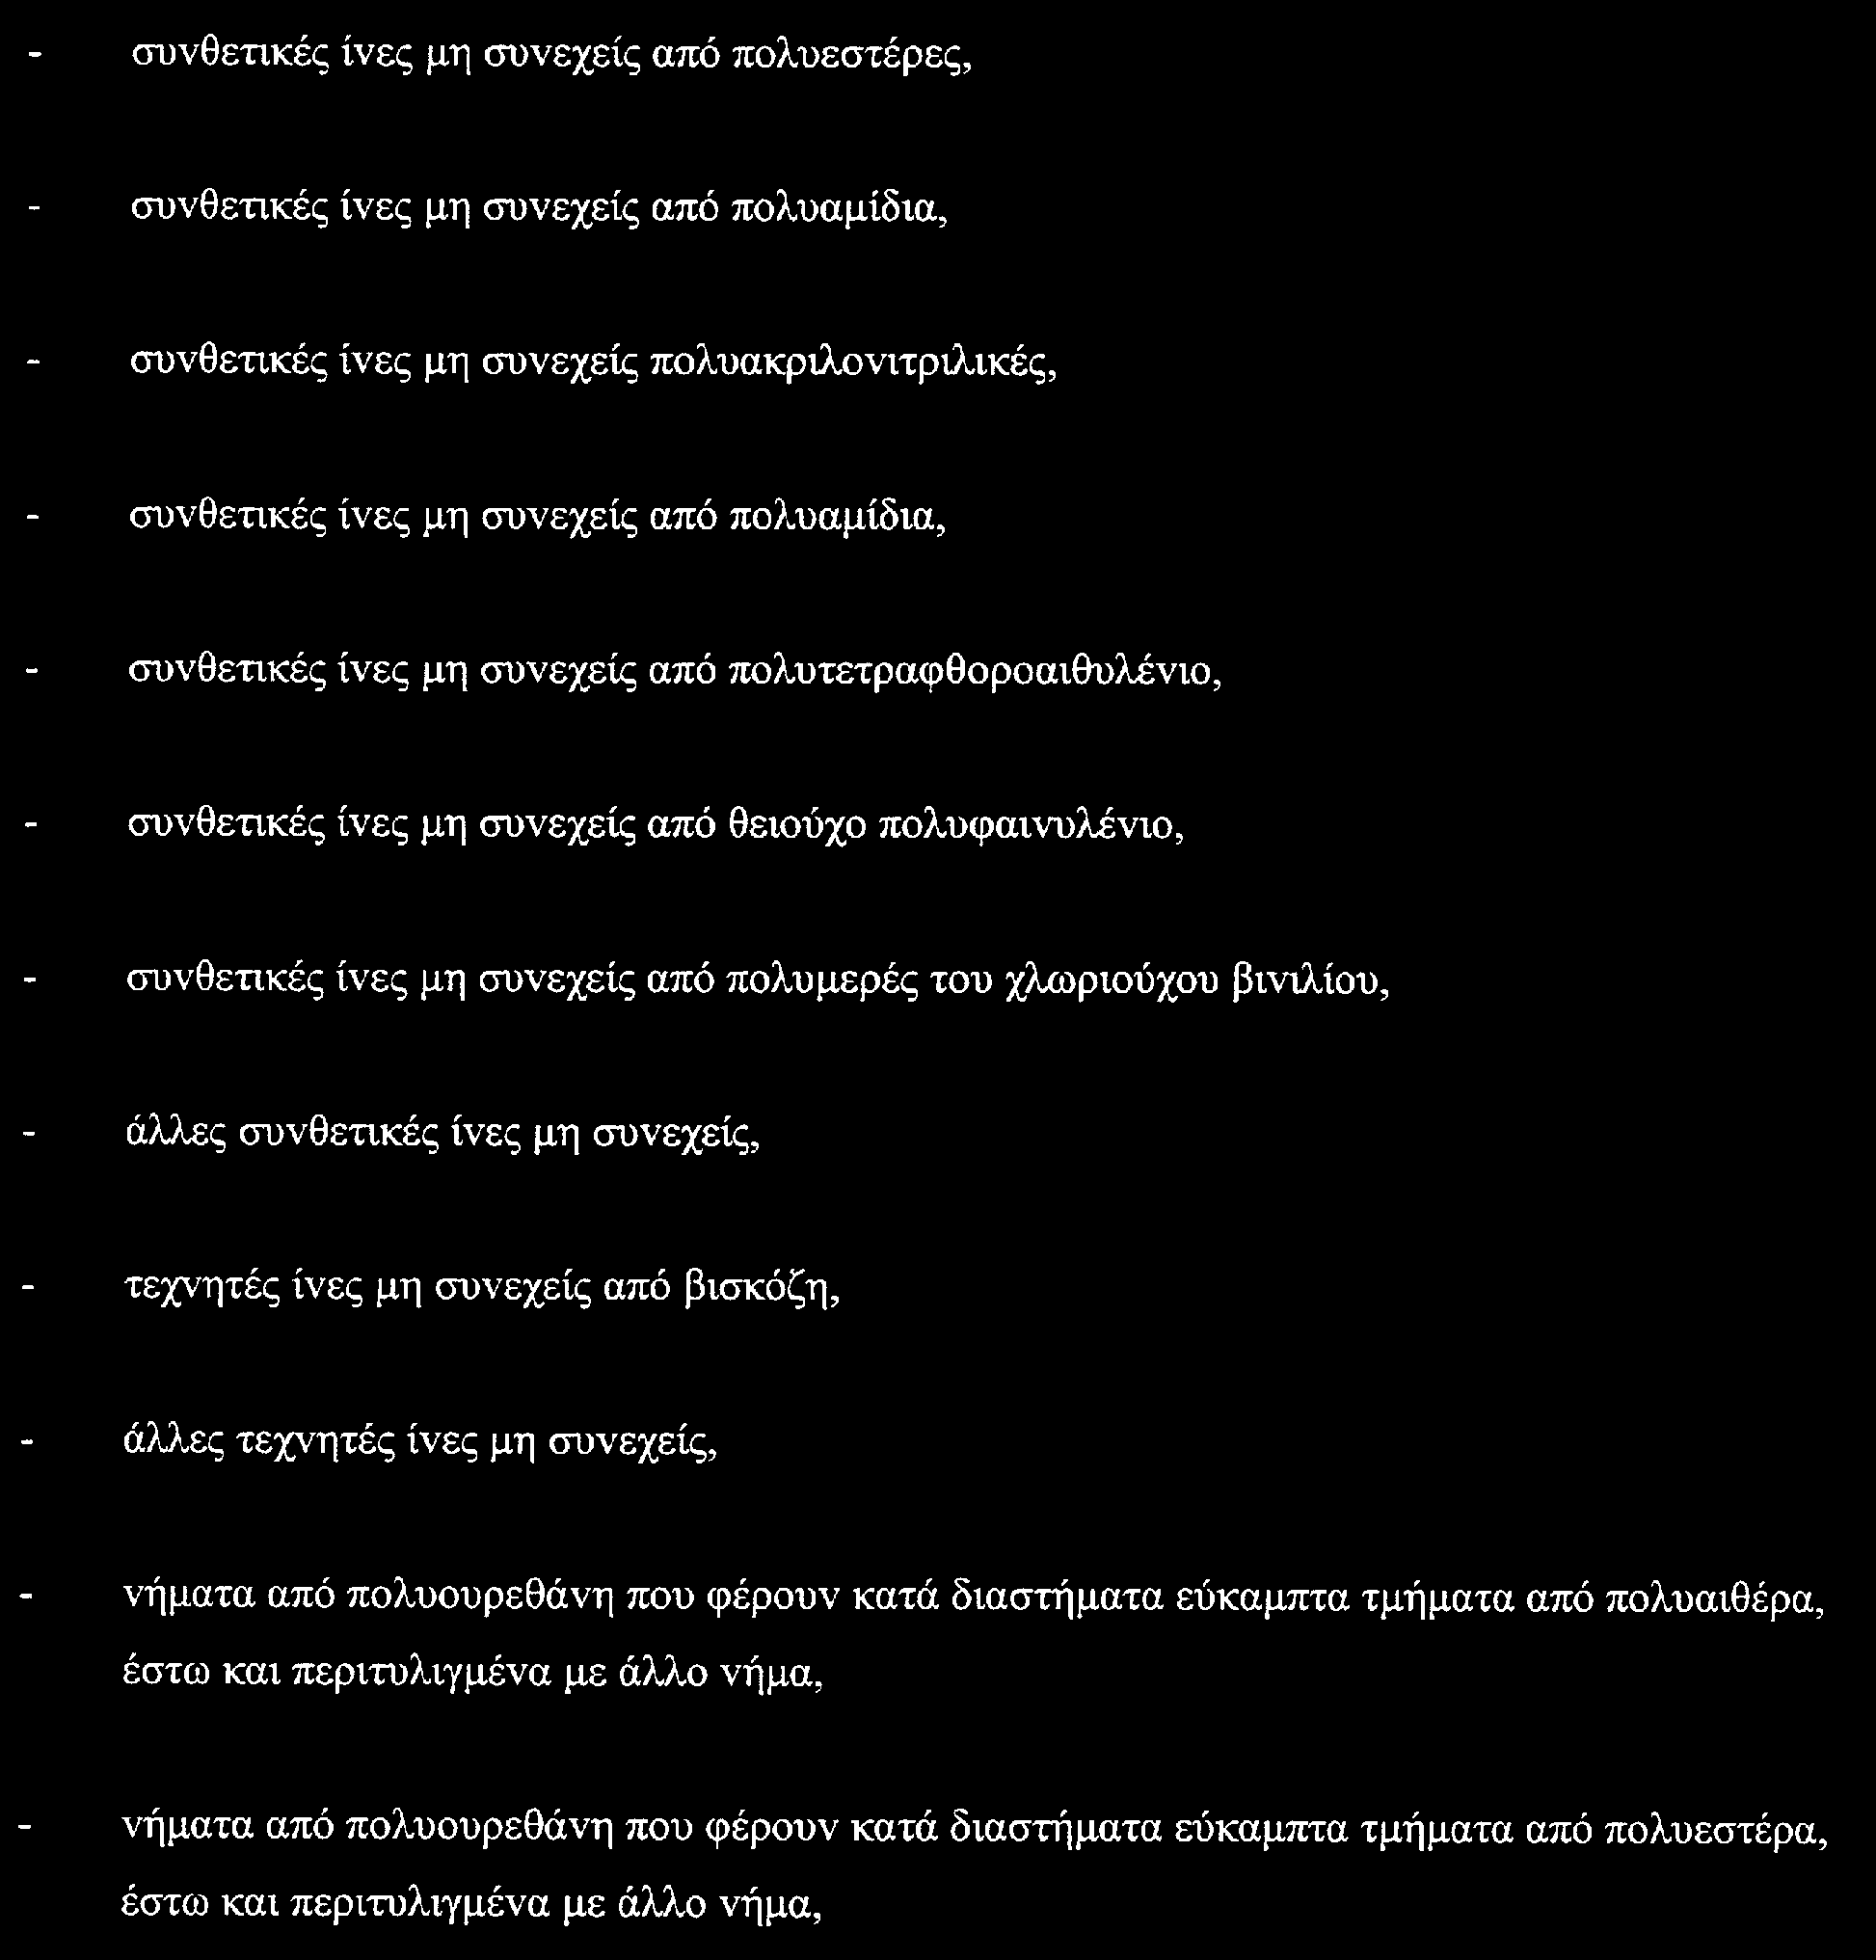 - συνθετικές ίνες μη συνεχείς από πολυεστέρες,
- συνθετικές ίνες μη συνεχείς από πολυαμίδια,
- συνθετικές ίνες μη συνεχείς πολυακριλονιτριλικές,
- συνθετικές ίνες μη συνεχείς από πολυαμίδια,
- συνθετικές ίνες μη συνεχείς από πολυτετραφθοροαιθυλένιο,
- συνθετικές ίνες μη συνεχείς από θειούχο πολυφαινυλένιο,
- συνθετικές ίνες μη συνεχείς από πολυμερές του χλωριούχου βινιλίου,
- άλλες συνθετικές ίνες μη συνεχείς,
- τεχνητές ίνες μη συνεχείς από βισκόζη,
- άλλες τεχνητές ίνες μη συνεχείς,
- νήματα από πολυουρεθάνη που φέρουν κατά διαστήματα εύκαμπτα τμήματα από πολυαιθέρα,
έστω και περιτυλιγμένα με άλλο νήμα,
- νήματα από πολυουρεθάνη που φέρουν κατά διαστήματα εύκαμπτα τμήματα από πολυεστέρα,
έστω και περιτυλιγμένα με άλλο νήμα,